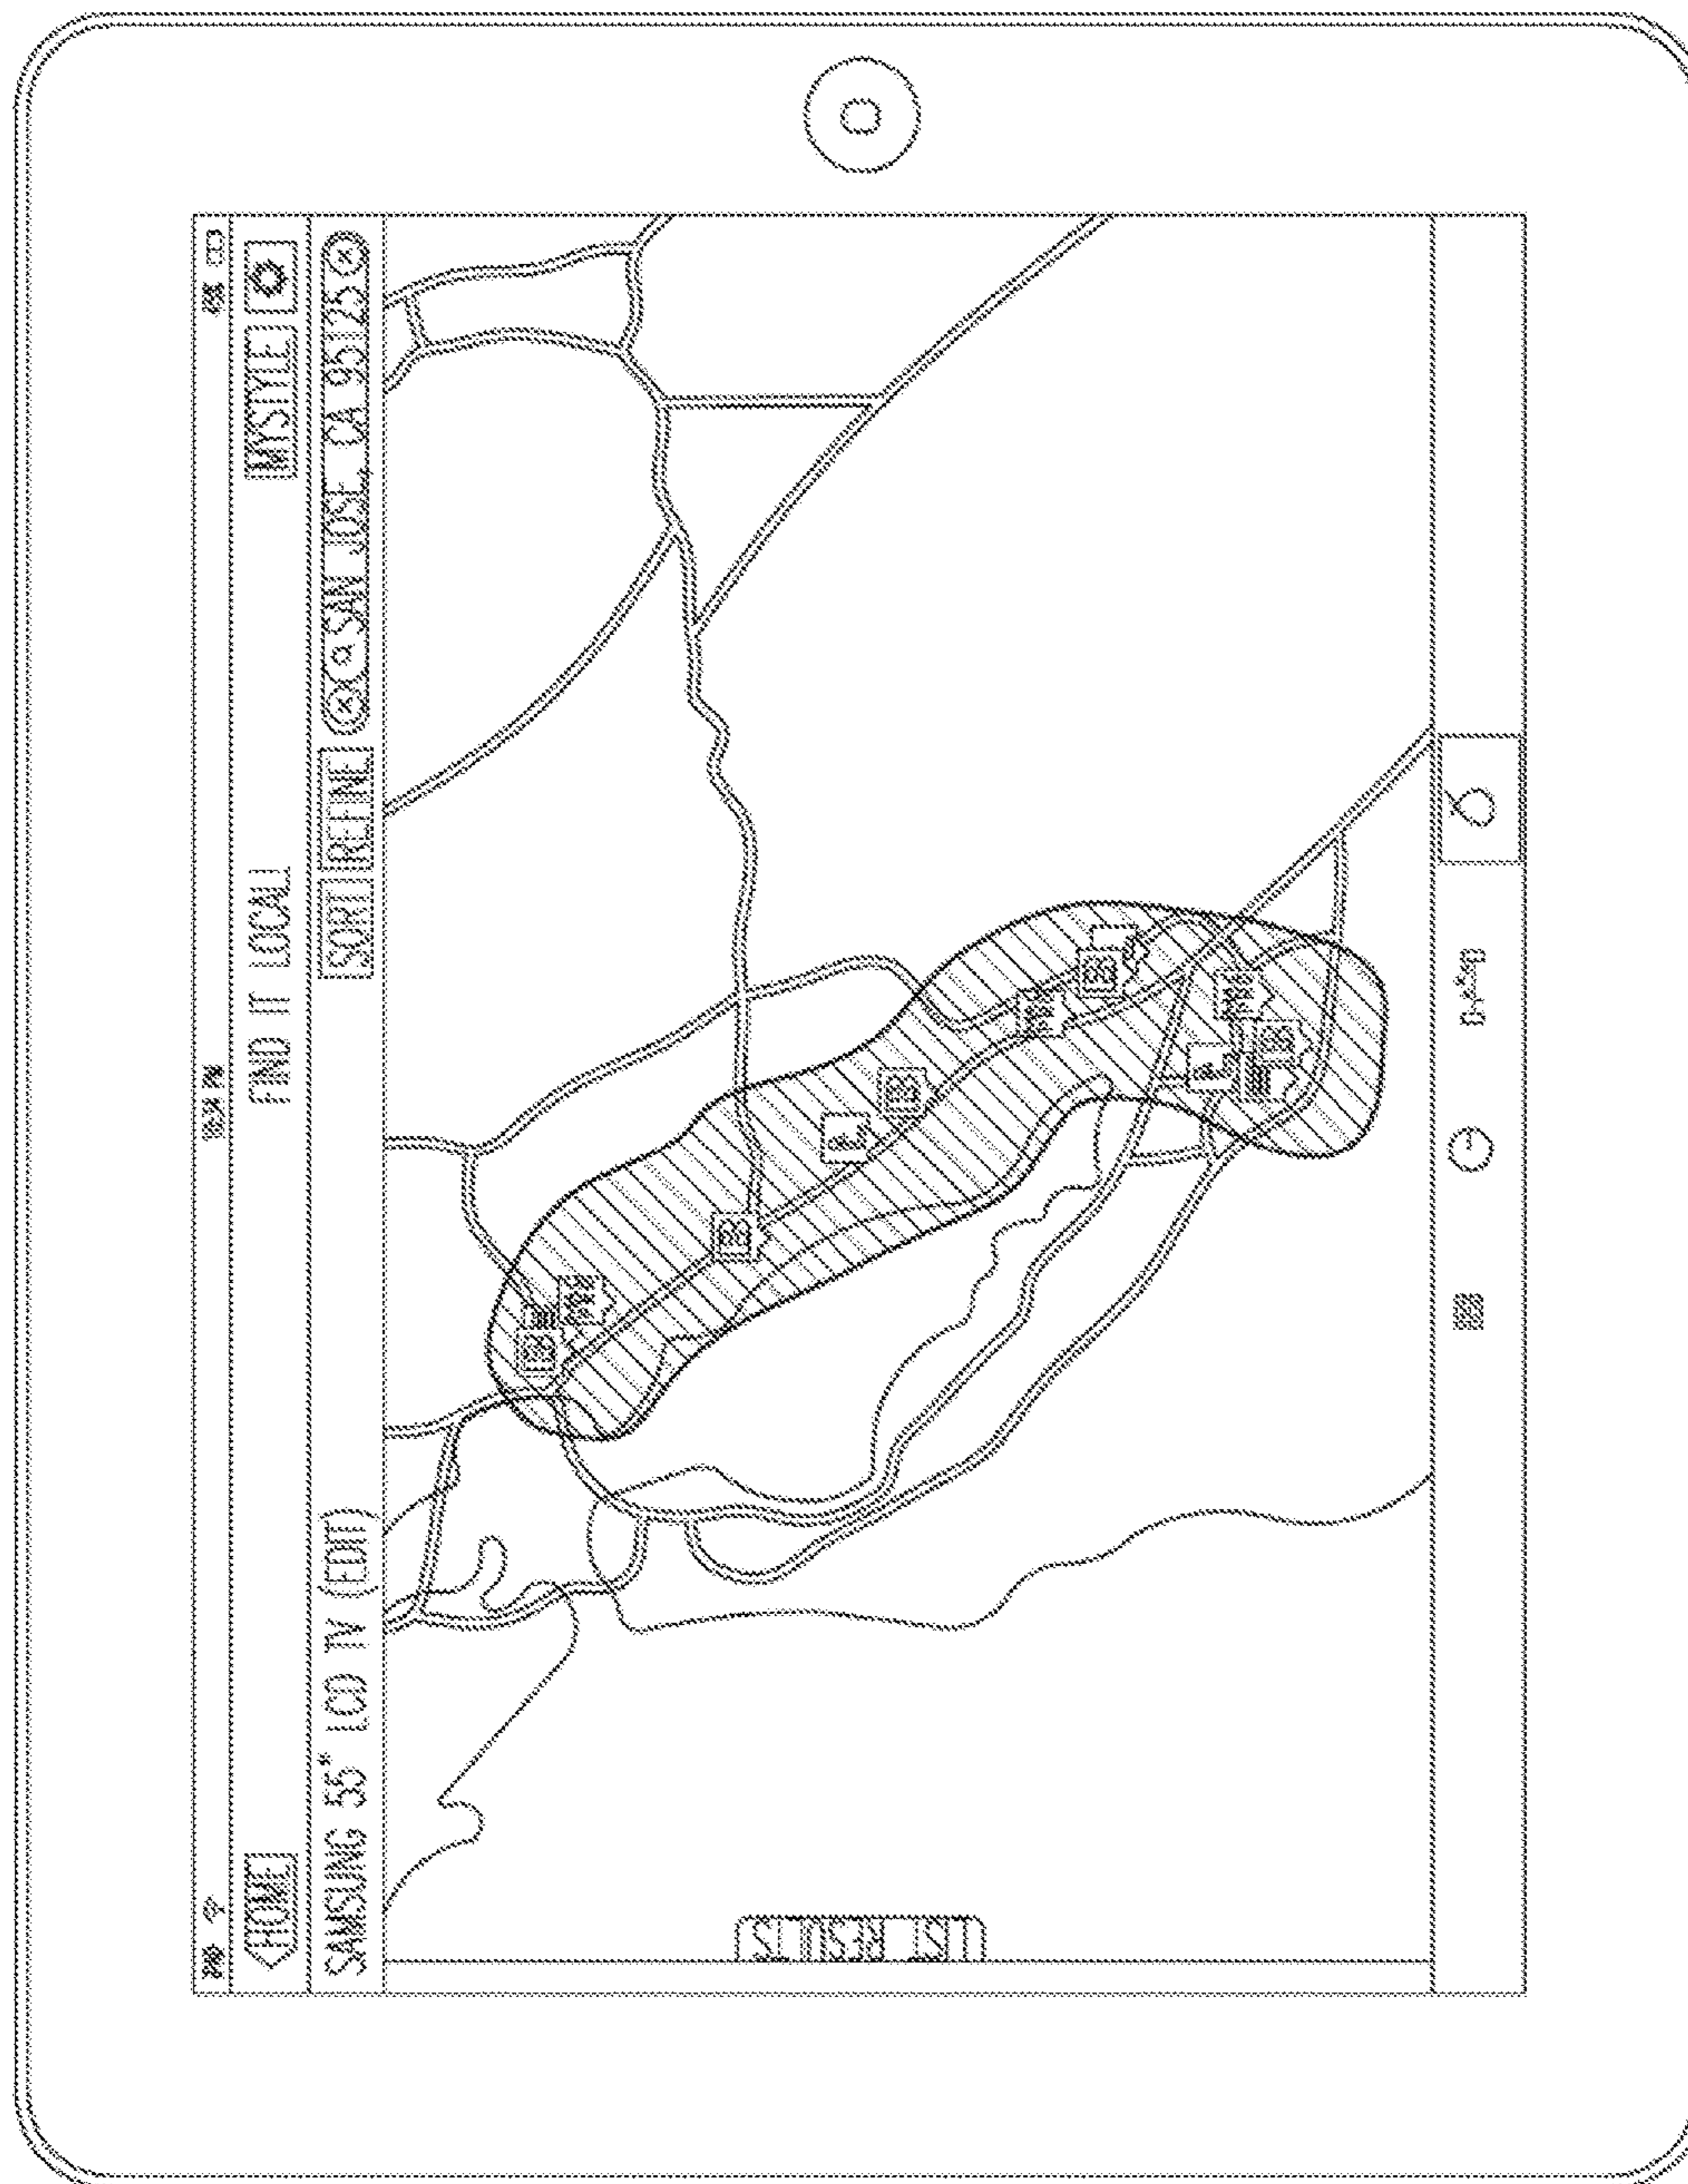 FIND IT LOCAL!
HOME
MYSTYLE
SAMSUNG 55" LCD TV (EDIT)
SORT
REFINE
SAN JOSE, CA 95125
LIST RESULTS